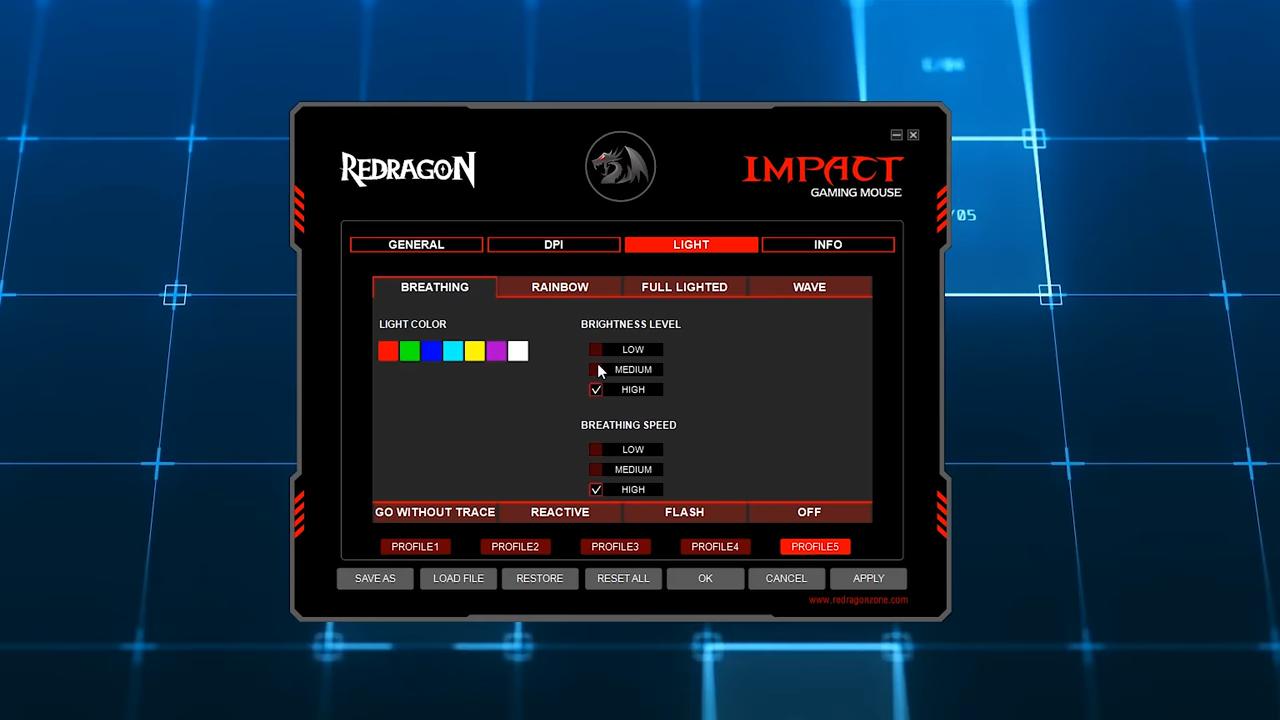 E/04
REDRAGON
IMPACT
GAMING MOUSE
/05
GENERAL
DPI
LIGHT
INFO
BREATHING
RAINBOW
FULL LIGHTED
WAVE
LIGHT COLOR
BRIGHTNESS LEVEL
LOW
MEDIUM
HIGH
BREATHING SPEED
LOW
MEDIUM
HIGH
GO WITHOUT TRACE
REACTIVE
FLASH
OFF
PROFILE1
PROFILE2
PROFILE3
PROFILE4
PROFILE5
SAVE AS
LOAD FILE
RESTORE
RESET ALL
OK
CANCEL
APPLY
www.redragonzone.com